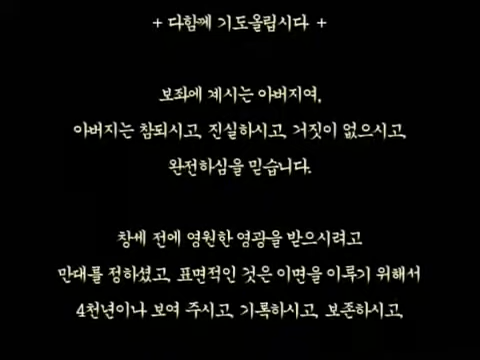 + 다함께 기도올립시다 +
보좌에 계시는 아버지여,
아버지는 참되시고, 진실하시고, 거짓이 없으시고,
완전하심을 믿습니다.
창세 전에 영원한 영광을 받으시려고
만대를 정하셨고, 표면적인 것은 이면을 이루기 위해서
4천년이나 보여 주시고, 기록하시고, 보존하시고,